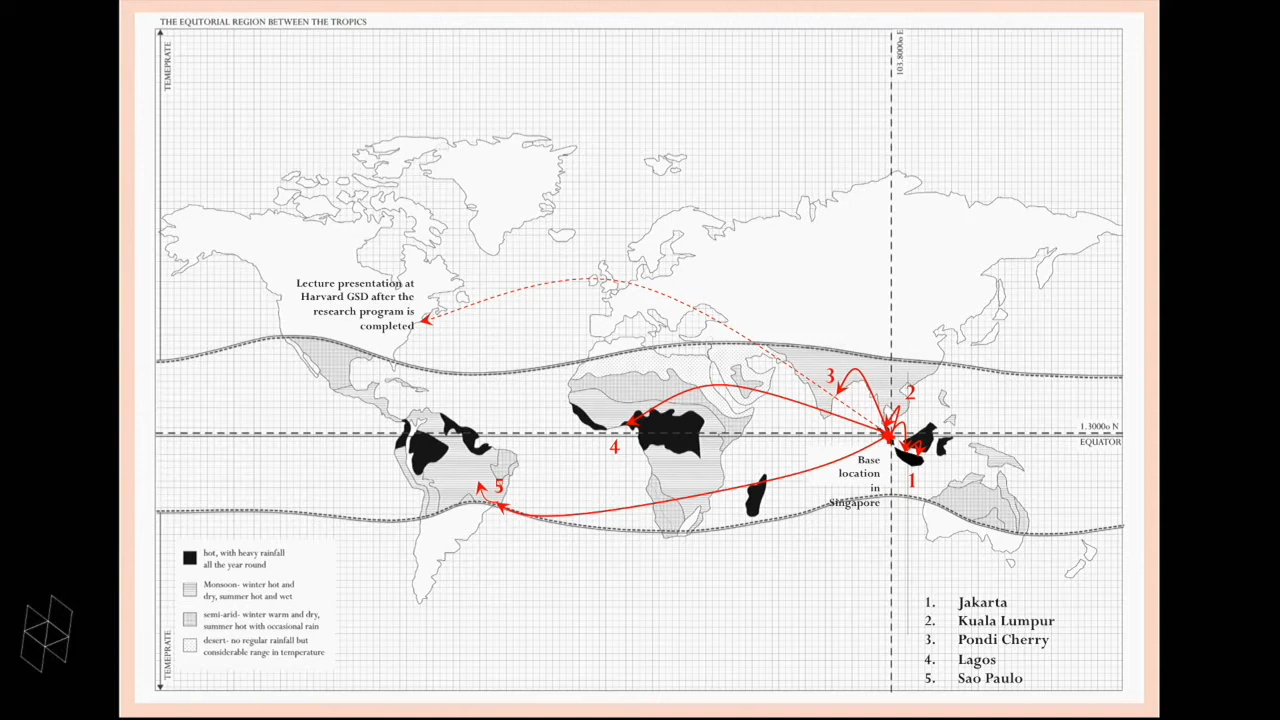 THE EQUTORIAL REGION BETWEEN THE TROPICS
TEMEPRATE
103.8000o E
Lecture presentation at
Harvard GSD after the
research program is
completed
3
2
1.3000o N
EQUATOR
4
Base
location
in
Singapore
1
5
hot, with heavy rainfall
all the year round
Monsoon- winter hot and
dry, summer hot and wet
semi-arid- winter warm and dry,
summer hot with occasional rain
desert- no regular rainfall but
considerable range in temperature
TEMEPRATE
1. Jakarta
2. Kuala Lumpur
3. Pondi Cherry
4. Lagos
5. Sao Paulo